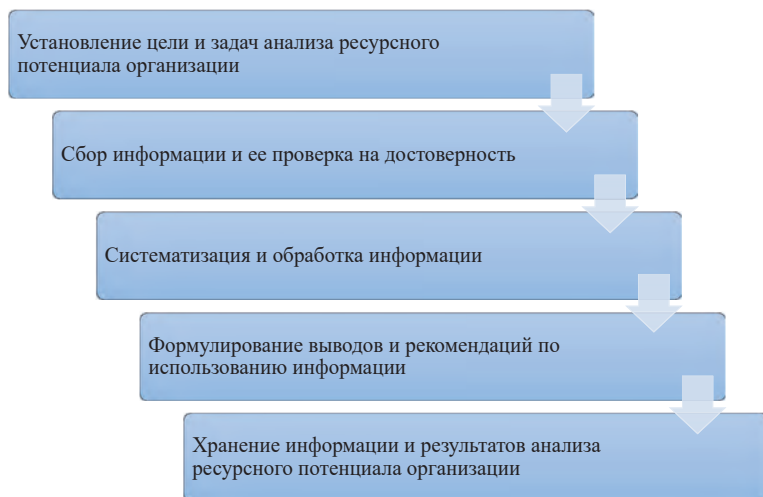 Установление цели и задач анализа ресурсного
потенциала организации
Сбор информации и ее проверка на достоверность
Систематизация и обработка информации
Формулирование выводов и рекомендаций по
использованию информации
Хранение информации и результатов анализа
ресурсного потенциала организации